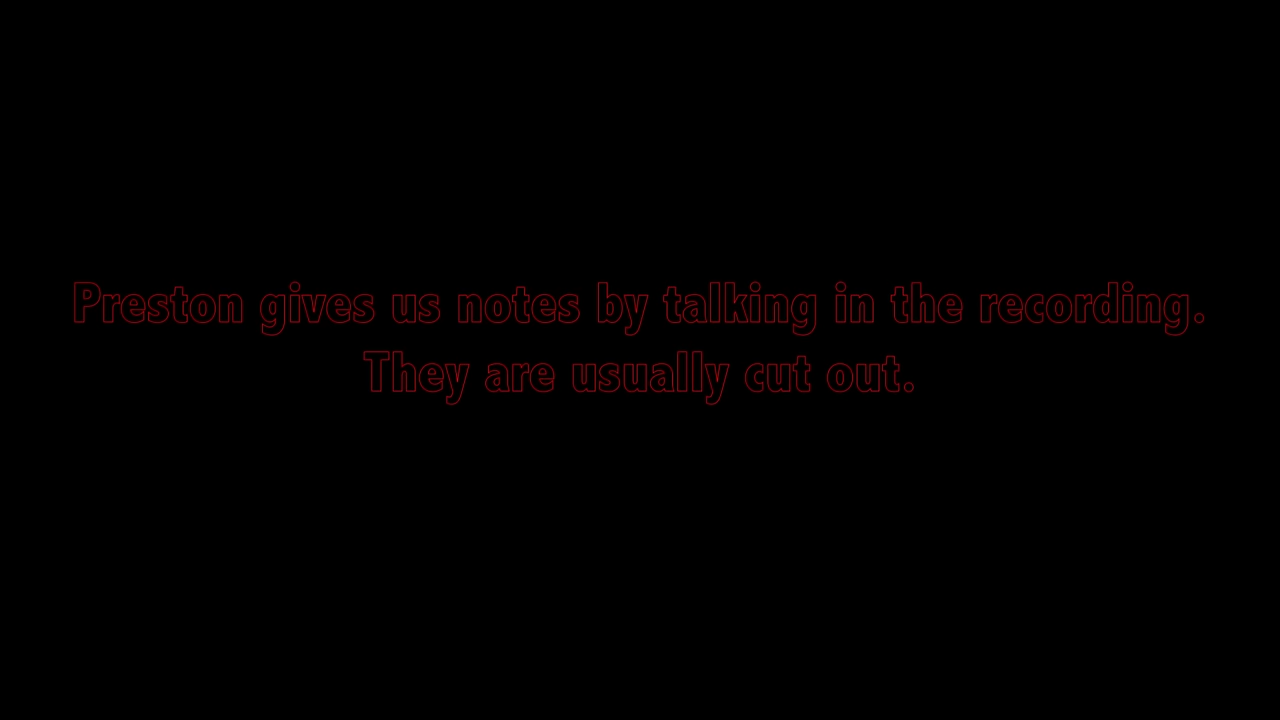 Preston gives us notes by talking in the recording.
They are usually cut out.